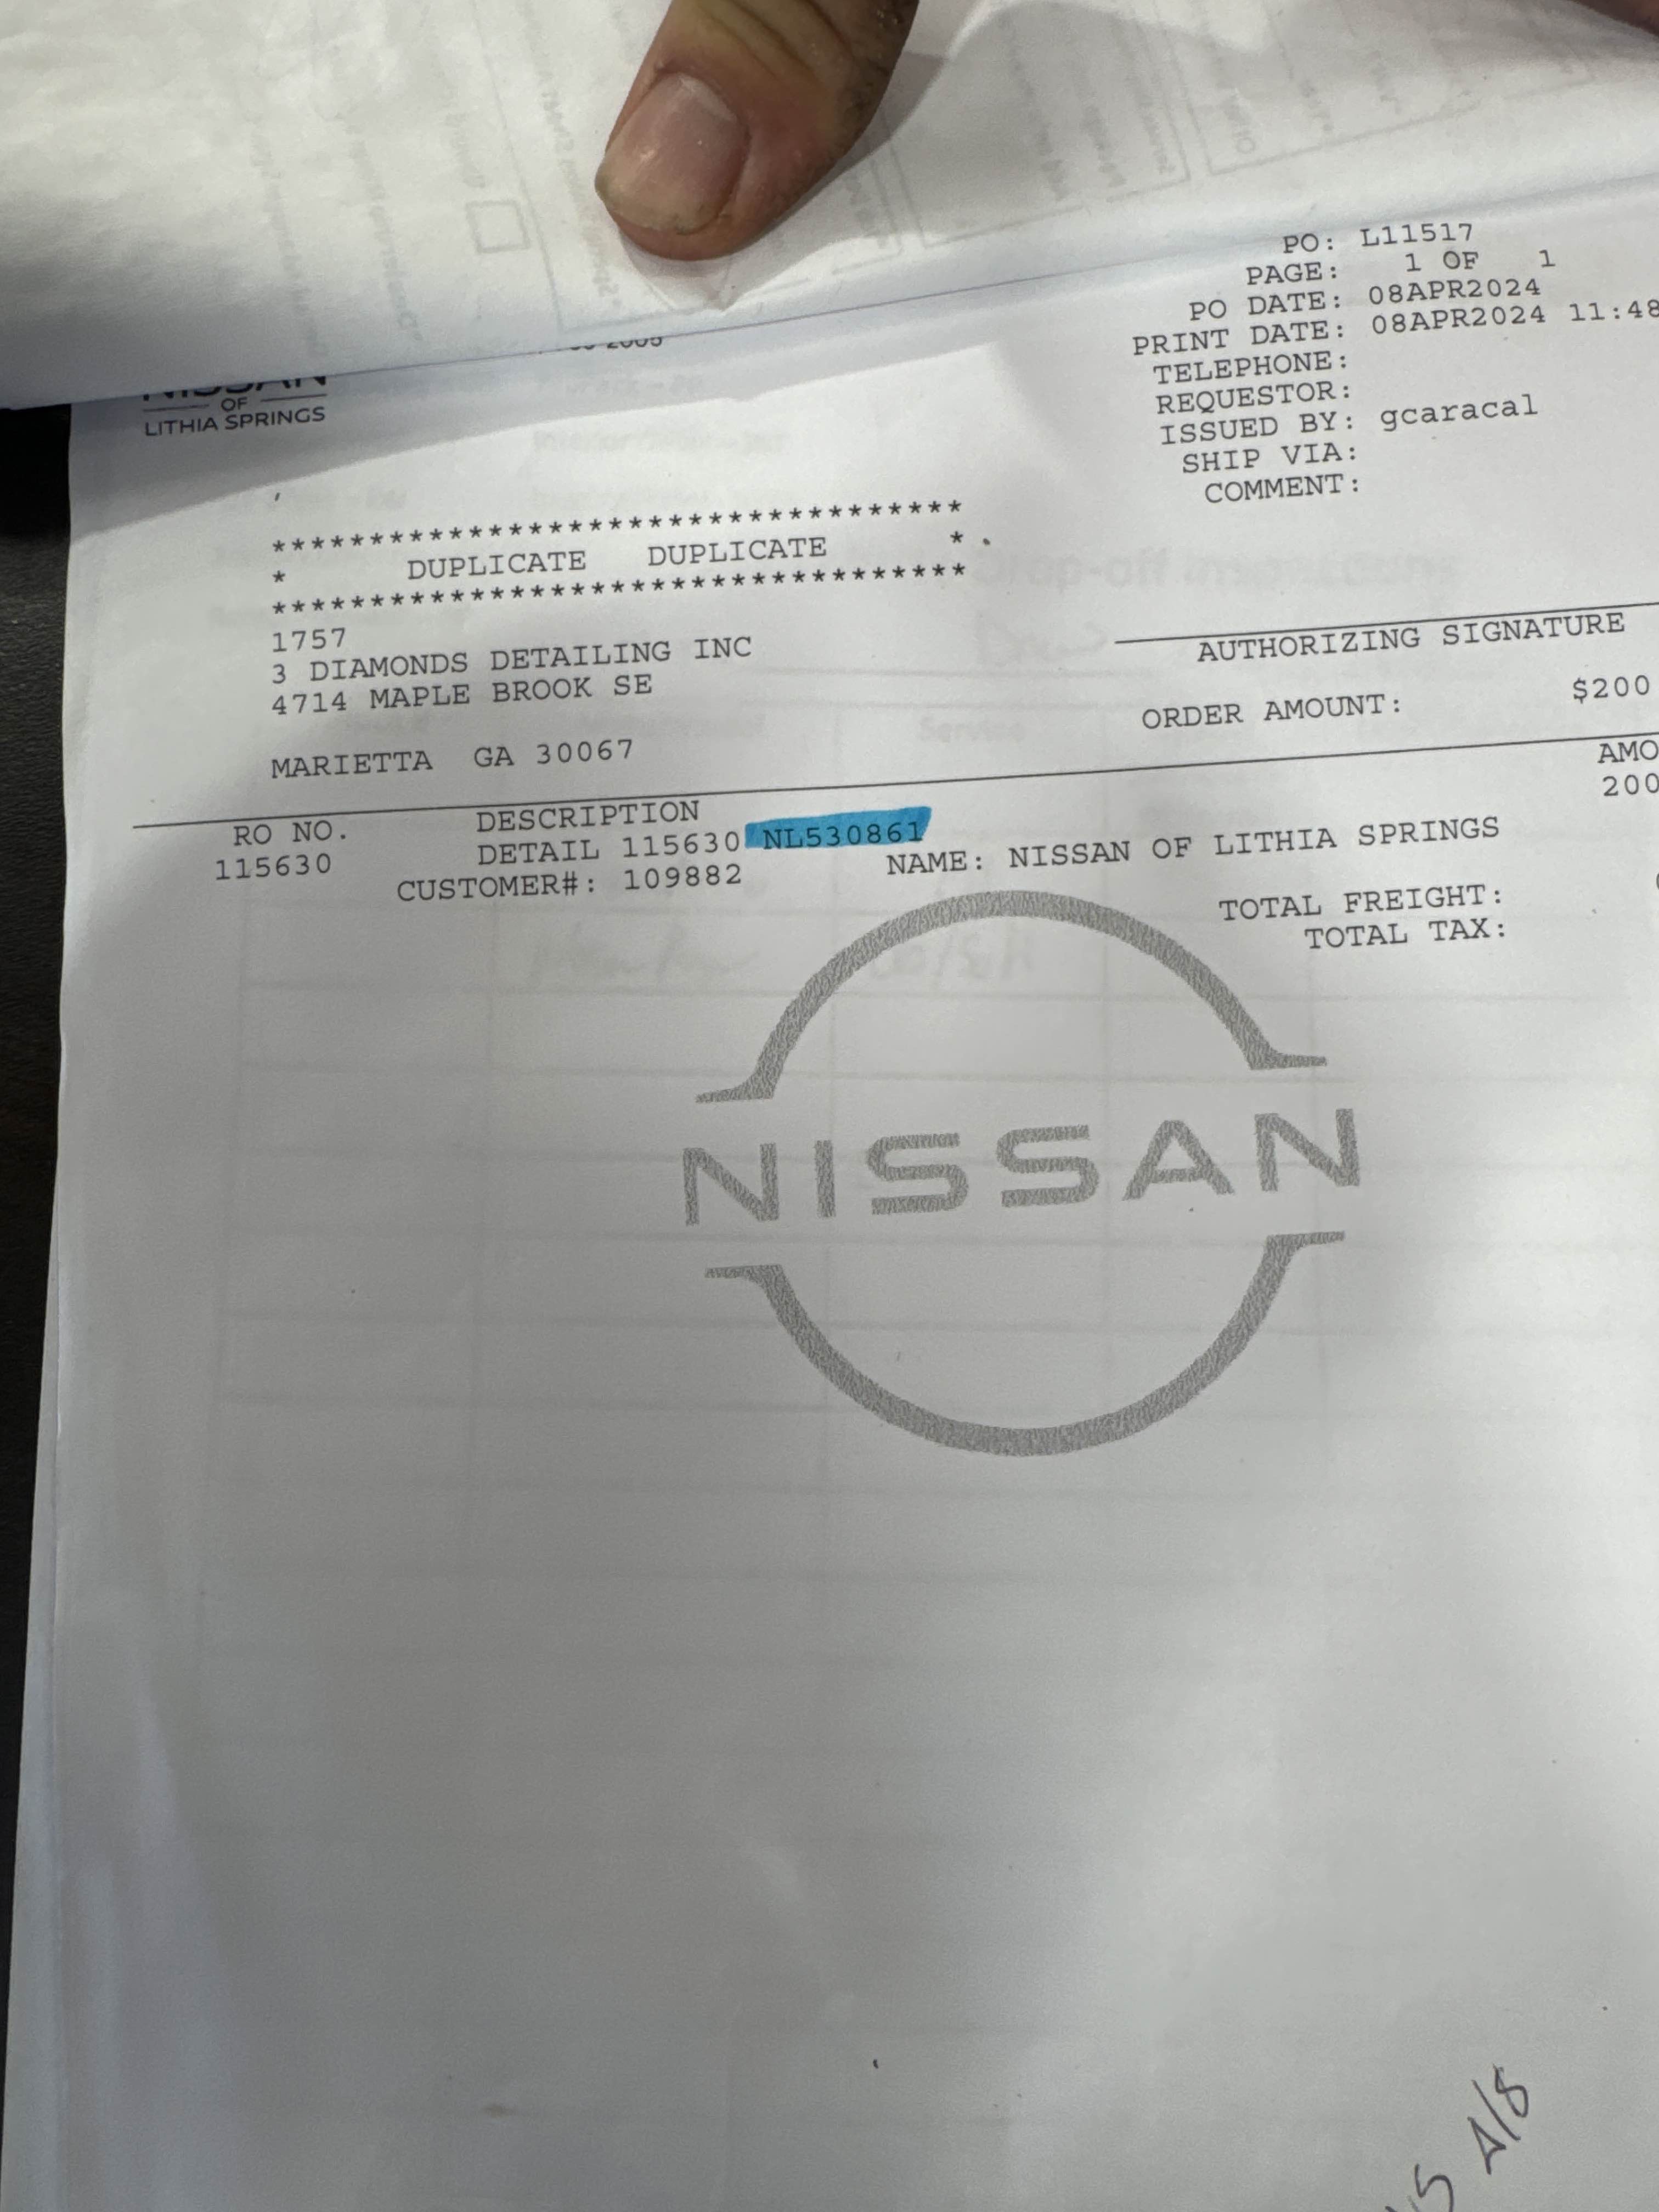 PO: L11517
PAGE: 1 OF 1
PO DATE: 08APR2024
PRINT DATE: 08APR2024 11:48
TELEPHONE:
REQUESTOR:
ISSUED BY: gcaracal
SHIP VIA:
COMMENT:
NISSAN
OF
LITHIA SPRINGS
***********************************
* DUPLICATE DUPLICATE *
***********************************
1757
3 DIAMONDS DETAILING INC
4714 MAPLE BROOK SE
MARIETTA GA 30067
AUTHORIZING SIGNATURE
ORDER AMOUNT: $200
RO NO. DESCRIPTION AMO
115630 DETAIL 115630 NL530861 200
CUSTOMER#: 109882 NAME: NISSAN OF LITHIA SPRINGS
TOTAL FREIGHT:
TOTAL TAX:
NISSAN
4/8